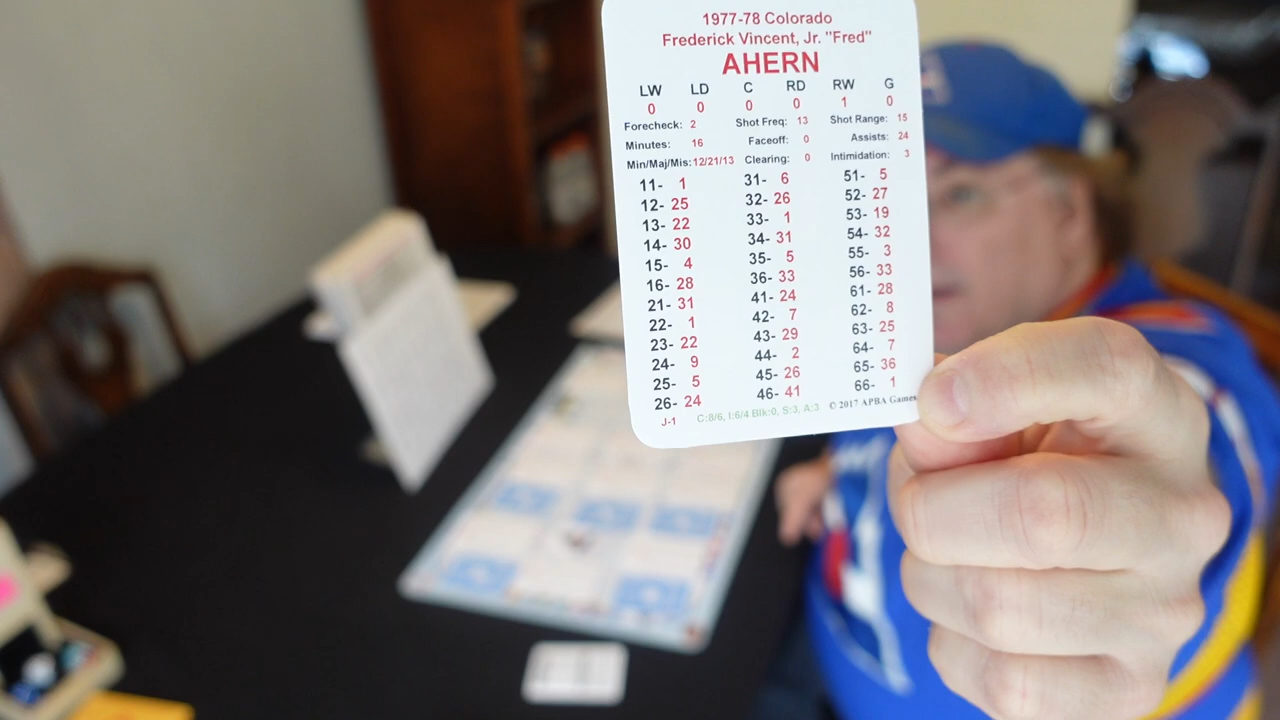 1977-78 Colorado
Frederick Vincent, Jr. "Fred"
AHERN
LW LD C RD RW G
0 0 0 0 1 0
Forecheck: 2 Shot Freq: 13 Shot Range: 15
Minutes: 16 Faceoff: 0 Assists: 24
Min/Maj/Mis: 12/21/13 Clearing: 0 Intimidation: 3
11- 1 31- 6 51- 5
12- 25 32- 26 52- 27
13- 22 33- 1 53- 19
14- 30 34- 31 54- 32
15- 4 35- 5 55- 3
16- 28 36- 33 56- 33
21- 31 41- 24 61- 28
22- 1 42- 7 62- 8
23- 22 43- 29 63- 25
24- 9 44- 2 64- 7
25- 5 45- 26 65- 36
26- 24 46- 41 66- 1
J-1 C:8/6, I:6/4 Blk:0, S:3, A:3 © 2017 APBA Games